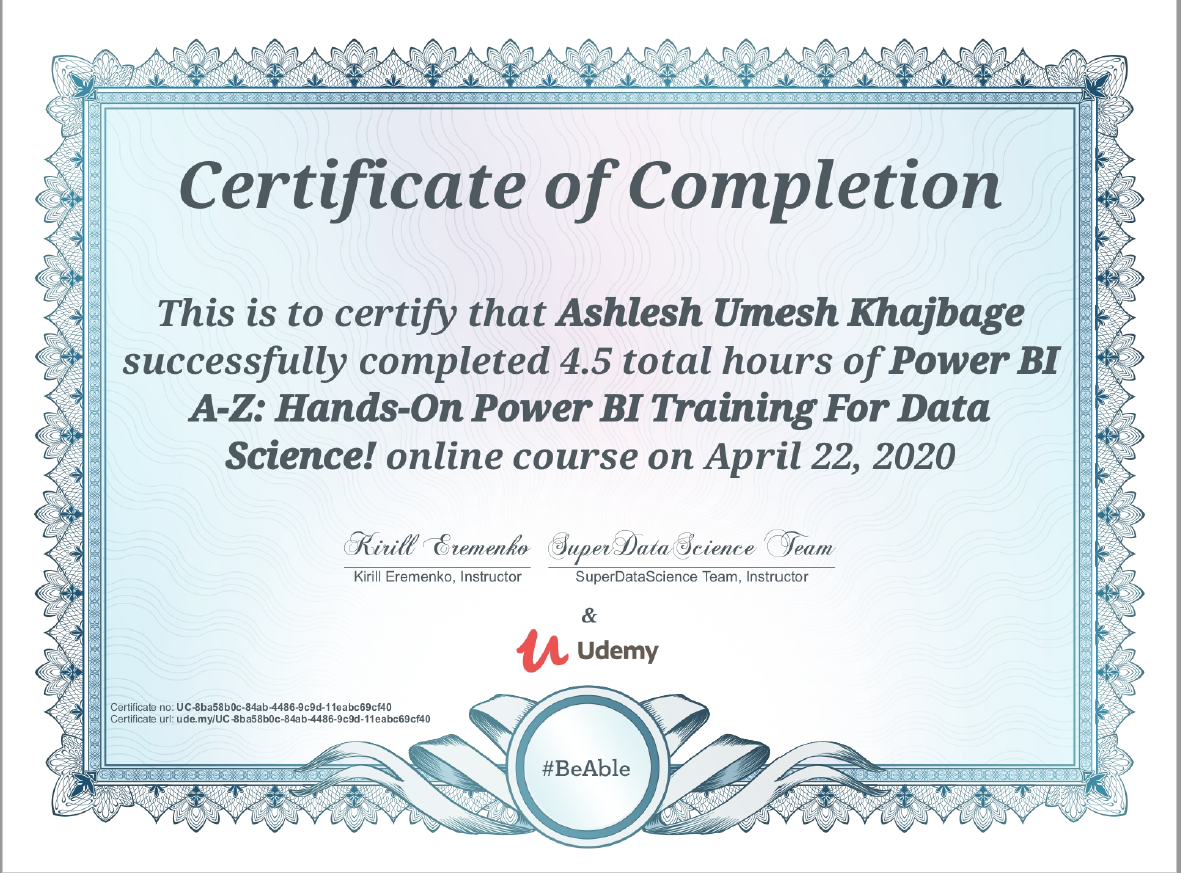 Certificate of Completion
This is to certify that Ashlesh Umesh Khajbage
successfully completed 4.5 total hours of Power BI
A-Z: Hands-On Power BI Training For Data
Science! online course on April 22, 2020
Kirill Eremenko SuperDataScience Team
Kirill Eremenko, Instructor SuperDataScience Team, Instructor
&
Udemy
Certificate no: UC-8ba58b0c-84ab-4486-9c9d-11eabc69cf40
Certificate url: ude.my/UC-8ba58b0c-84ab-4486-9c9d-11eabc69cf40
#BeAble